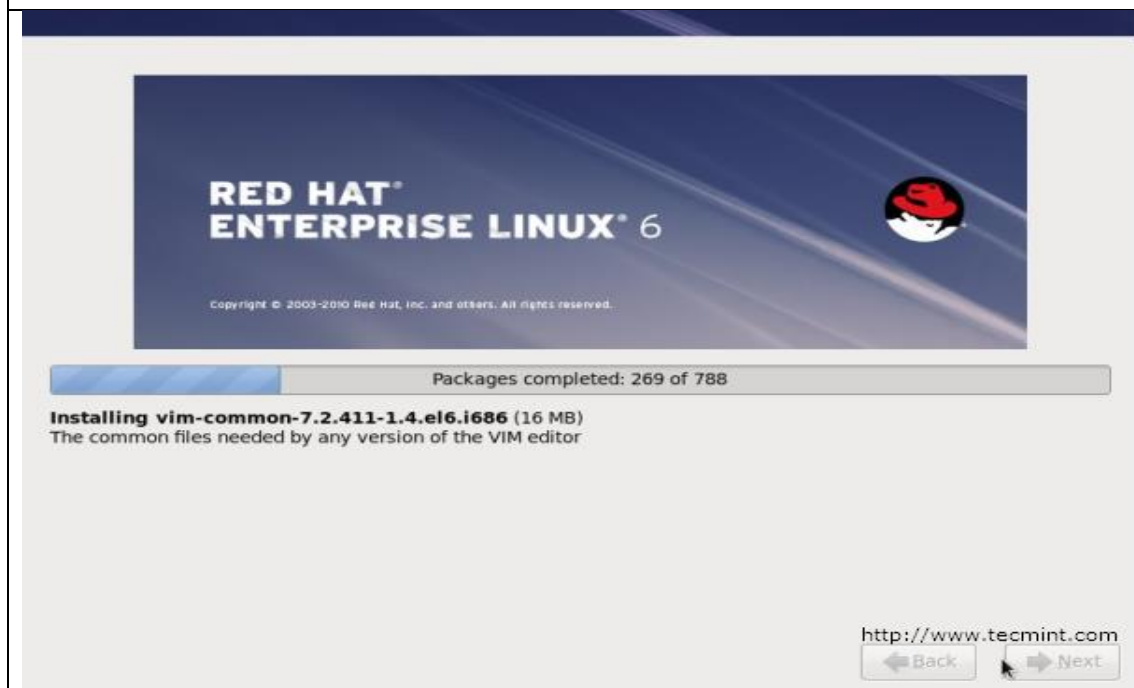 RED HAT®
ENTERPRISE LINUX® 6
Copyright © 2003-2010 Red Hat, Inc. and others. All rights reserved.
Packages completed: 269 of 788
Installing vim-common-7.2.411-1.4.el6.i686 (16 MB)
The common files needed by any version of the VIM editor
http://www.tecmint.com
Back Next